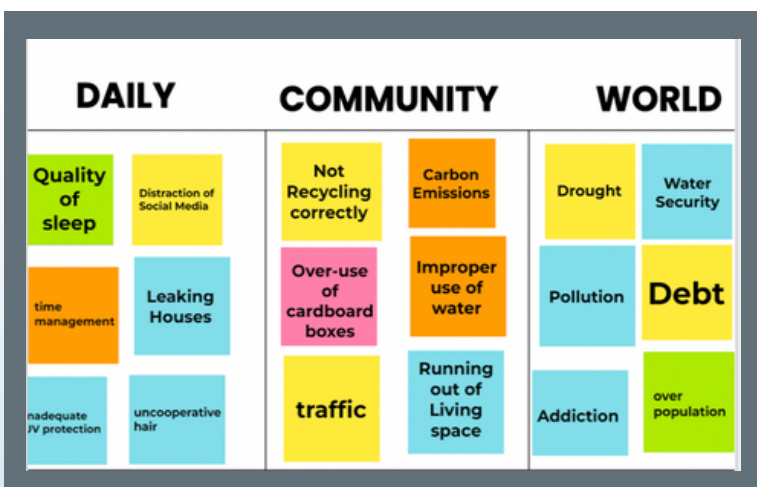 DAILY
COMMUNITY
WORLD
Quality
of
sleep
Distraction of
Social Media
time
management
Leaking
Houses
nadequate
JV protection
uncooperative
hair
Not
Recycling
correctly
Carbon
Emissions
Over-use
of
cardboard
boxes
Improper
use of
water
traffic
Running
out of
Living
space
Drought
Water
Security
Pollution
Debt
Addiction
over
population